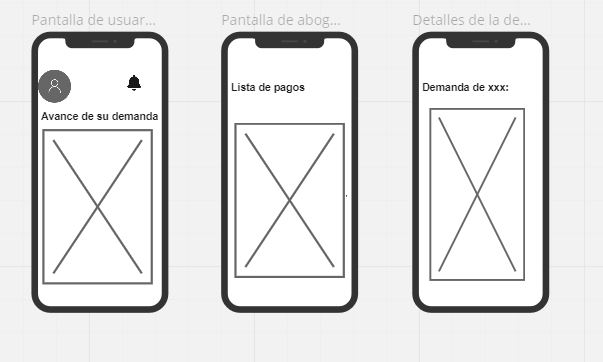 Pantalla de usuar...
Pantalla de abog...
Detalles de la de...
Avance de su demanda
Lista de pagos
Demanda de xxx: